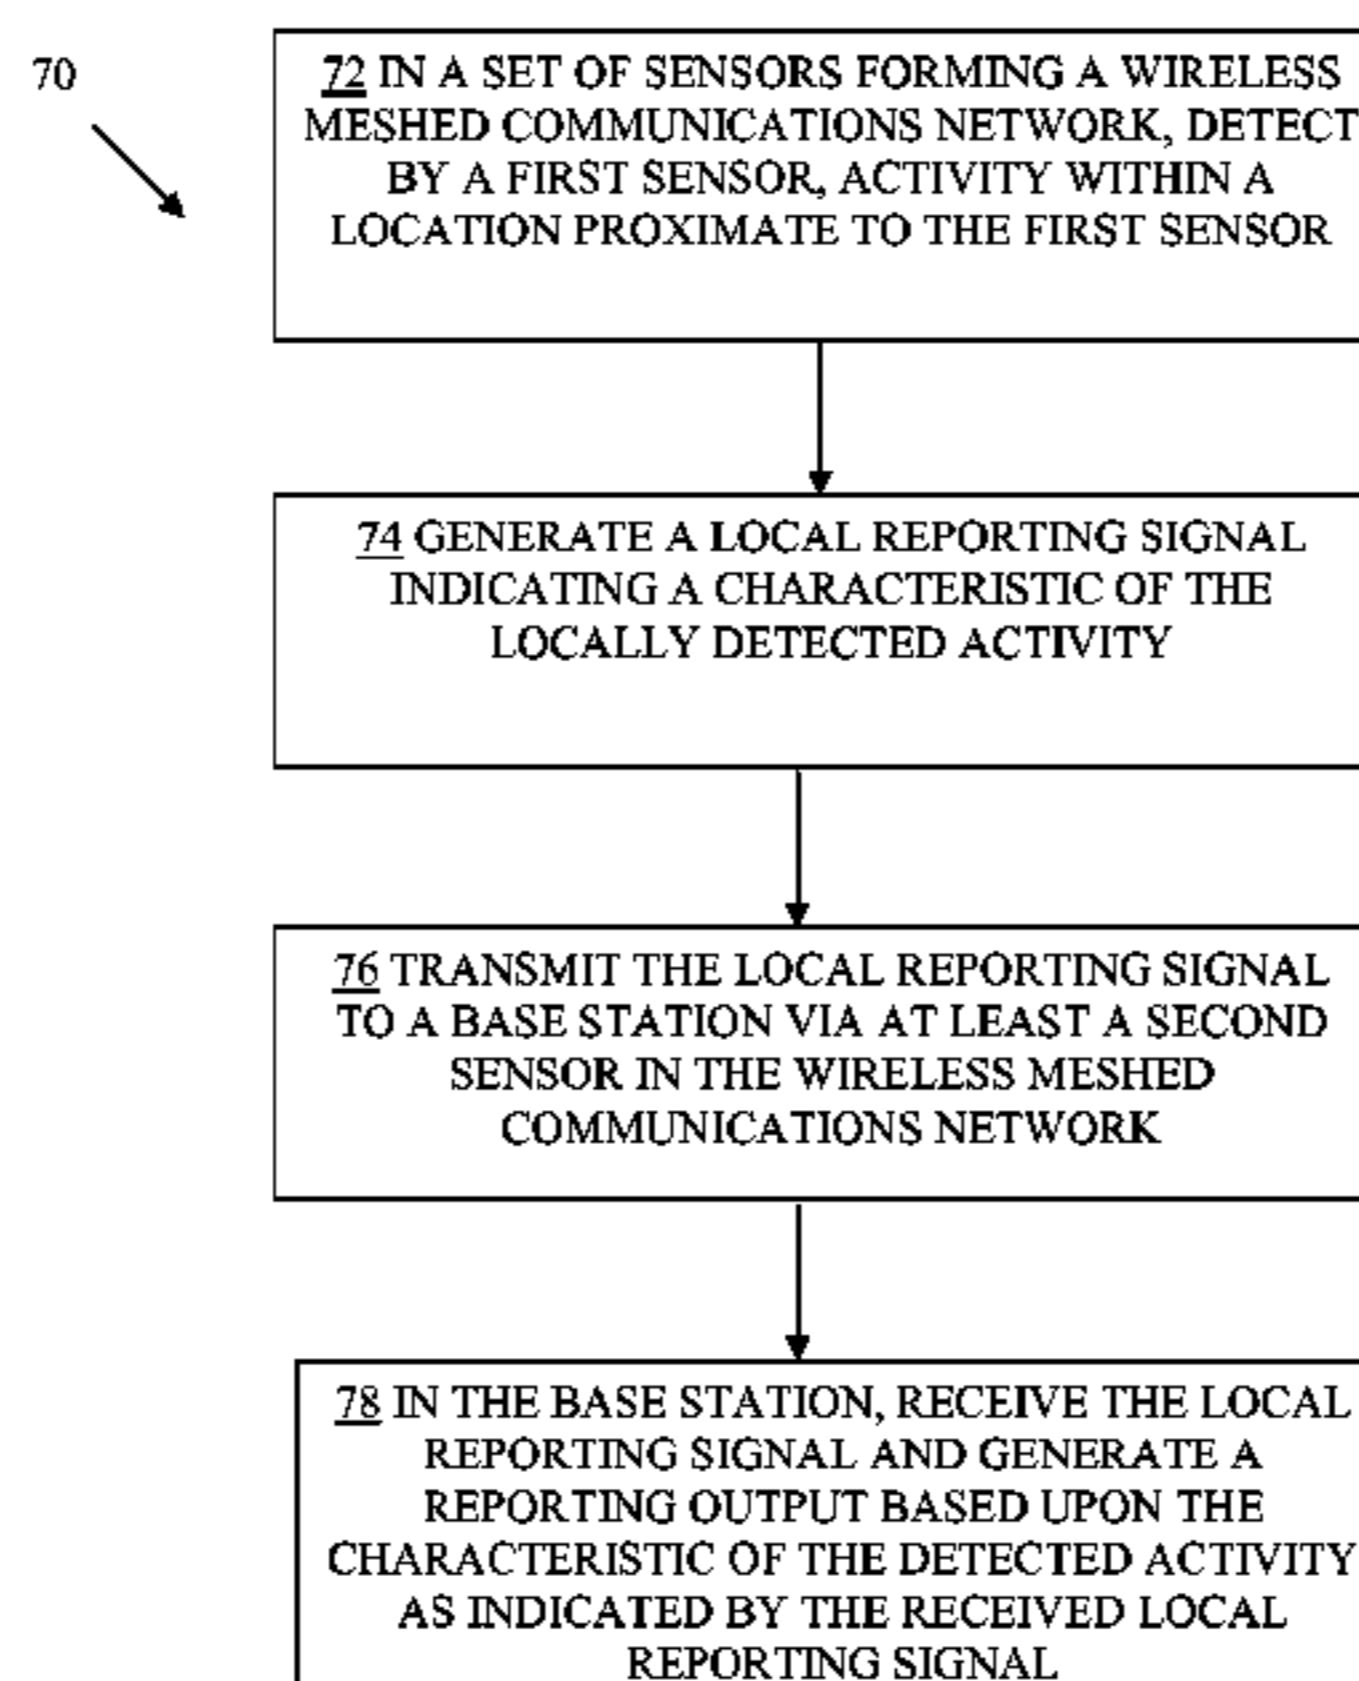 70
72 IN A SET OF SENSORS FORMING A WIRELESS
MESHED COMMUNICATIONS NETWORK, DETECT
BY A FIRST SENSOR, ACTIVITY WITHIN A
LOCATION PROXIMATE TO THE FIRST SENSOR
74 GENERATE A LOCAL REPORTING SIGNAL
INDICATING A CHARACTERISTIC OF THE
LOCALLY DETECTED ACTIVITY
76 TRANSMIT THE LOCAL REPORTING SIGNAL
TO A BASE STATION VIA AT LEAST A SECOND
SENSOR IN THE WIRELESS MESHED
COMMUNICATIONS NETWORK
78 IN THE BASE STATION, RECEIVE THE LOCAL
REPORTING SIGNAL AND GENERATE A
REPORTING OUTPUT BASED UPON THE
CHARACTERISTIC OF THE DETECTED ACTIVITY
AS INDICATED BY THE RECEIVED LOCAL
REPORTING SIGNAL